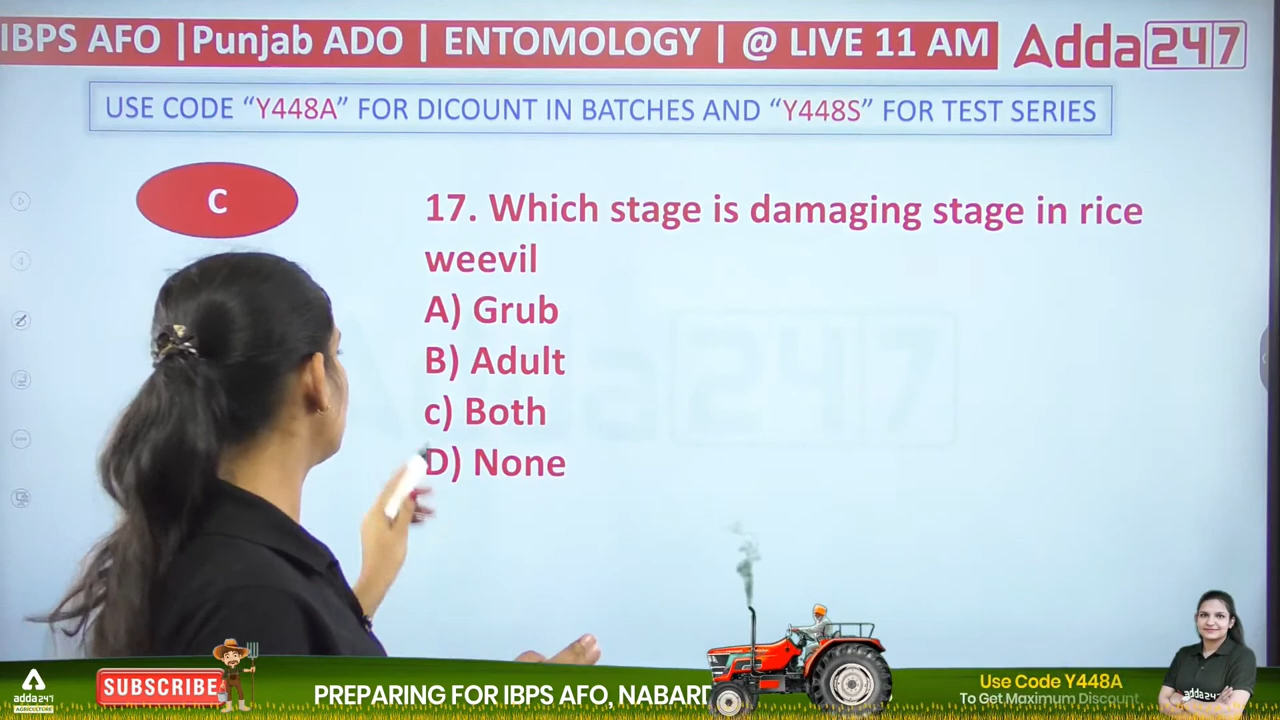 IBPS AFO |Punjab ADO | ENTOMOLOGY | @ LIVE 11 AM
Adda247
USE CODE “Y448A” FOR DICOUNT IN BATCHES AND “Y448S” FOR TEST SERIES
C
17. Which stage is damaging stage in rice
weevil
A) Grub
B) Adult
c) Both
D) None
adda247
AGRICULTURE
SUBSCRIBE
PREPARING FOR IBPS AFO, NABARD
Use Code Y448A
To Get Maximum Discount
adda247